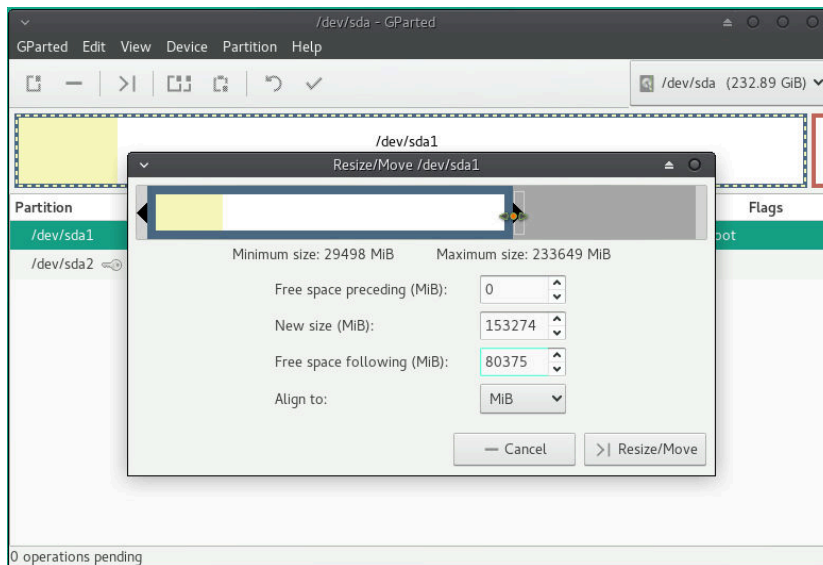 /dev/sda - GParted
GParted Edit View Device Partition Help
/dev/sda (232.89 GiB)
/dev/sda1
Resize/Move /dev/sda1
Partition
Flags
/dev/sda1
oot
/dev/sda2
Minimum size: 29498 MiB Maximum size: 233649 MiB
Free space preceding (MiB): 0
New size (MiB): 153274
Free space following (MiB): 80375
Align to: MiB
Cancel Resize/Move
0 operations pending